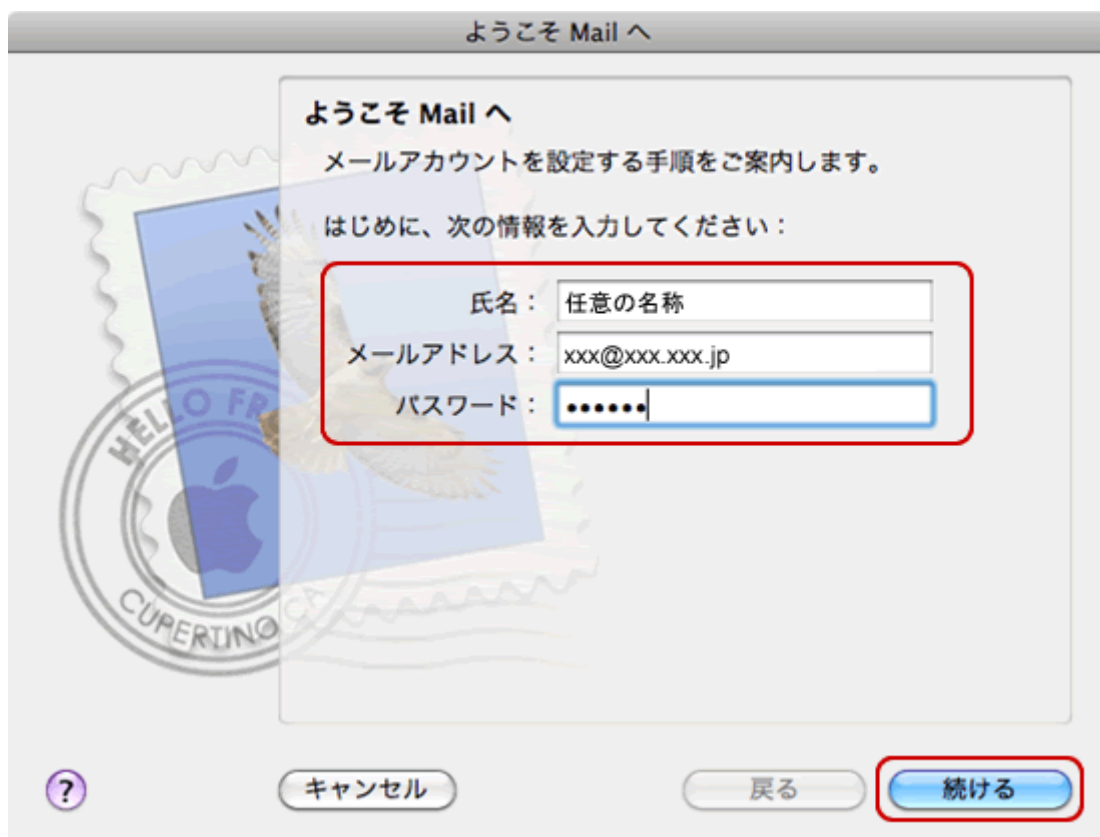 ようこそ Mail へ
ようこそ Mail へ
メールアカウントを設定する手順をご案内します。
はじめに、次の情報を入力してください：
氏名： 任意の名称
メールアドレス： xxx@xxx.xxx.jp
パスワード： ••••••
HELLO FR
CUPERTINO CA
? キャンセル 戻る 続ける